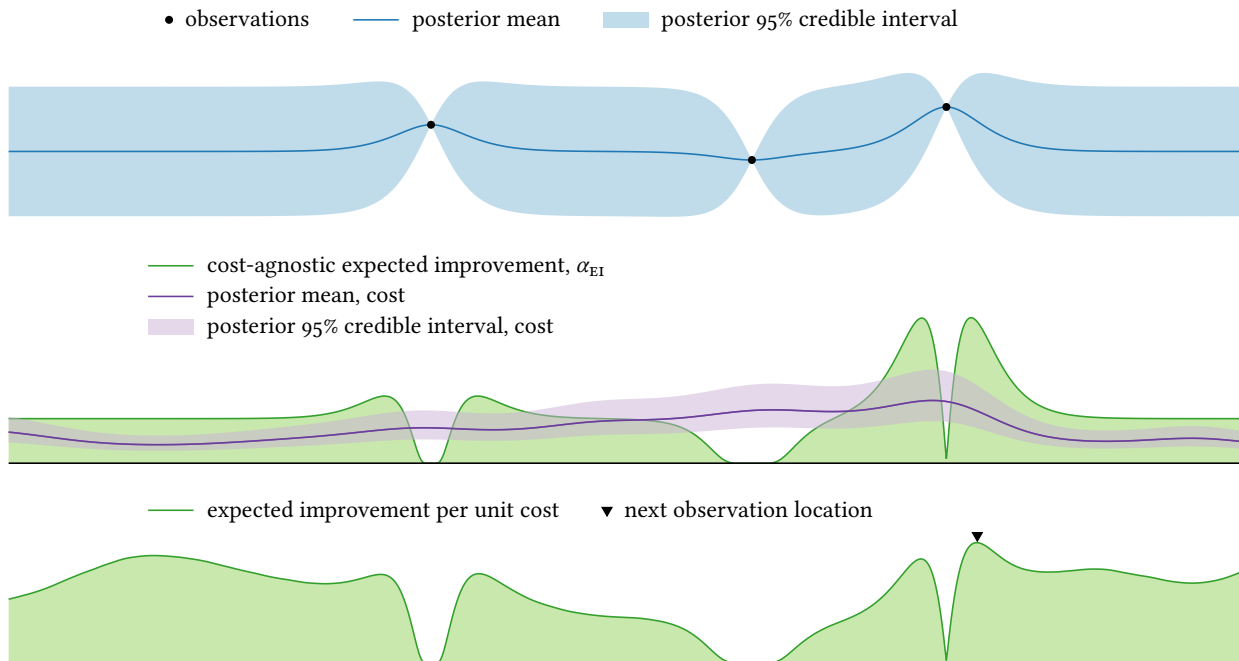 observations posterior mean posterior 95% credible interval
cost-agnostic expected improvement, αEI
posterior mean, cost
posterior 95% credible interval, cost
expected improvement per unit cost next observation location